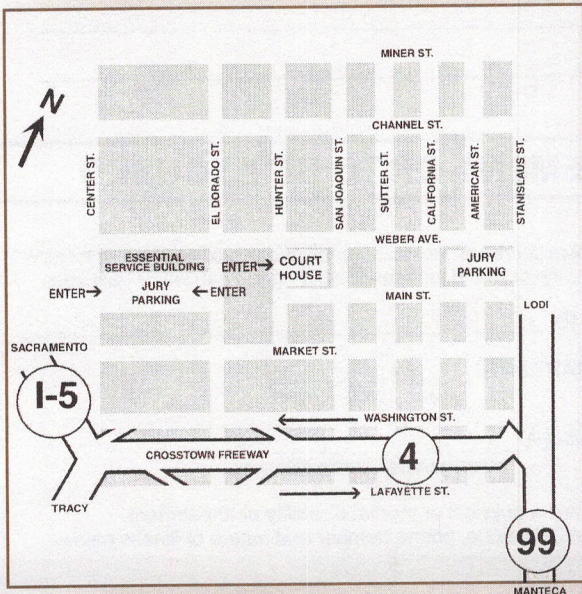 N
MINER ST.
CHANNEL ST.
CENTER ST.
EL DORADO ST.
HUNTER ST.
SAN JOAQUIN ST.
SUTTER ST.
CALIFORNIA ST.
AMERICAN ST.
STANISLAUS ST.
WEBER AVE.
ESSENTIAL
SERVICE BUILDING
ENTER→
COURT
HOUSE
JURY
PARKING
ENTER→
JURY
PARKING
←ENTER
MAIN ST.
LODI
SACRAMENTO
MARKET ST.
I-5
WASHINGTON ST.
CROSSTOWN FREEWAY
4
LAFAYETTE ST.
TRACY
99
MANTECA